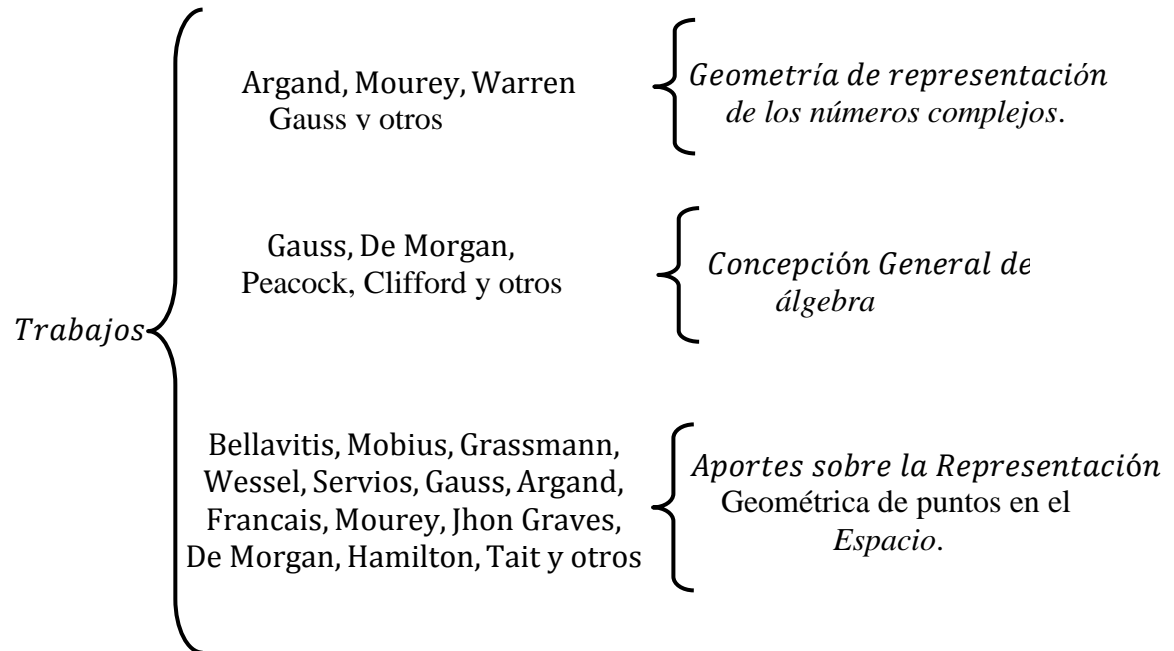 Trabajos
Argand, Mourey, Warren
Gauss y otros
Geometría de representación
de los números complejos.
Gauss, De Morgan,
Peacock, Clifford y otros
Concepción General de
álgebra
Bellavitis, Mobius, Grassmann,
Wessel, Servios, Gauss, Argand,
Francais, Mourey, Jhon Graves,
De Morgan, Hamilton, Tait y otros
Aportes sobre la Representación
Geométrica de puntos en el
Espacio.